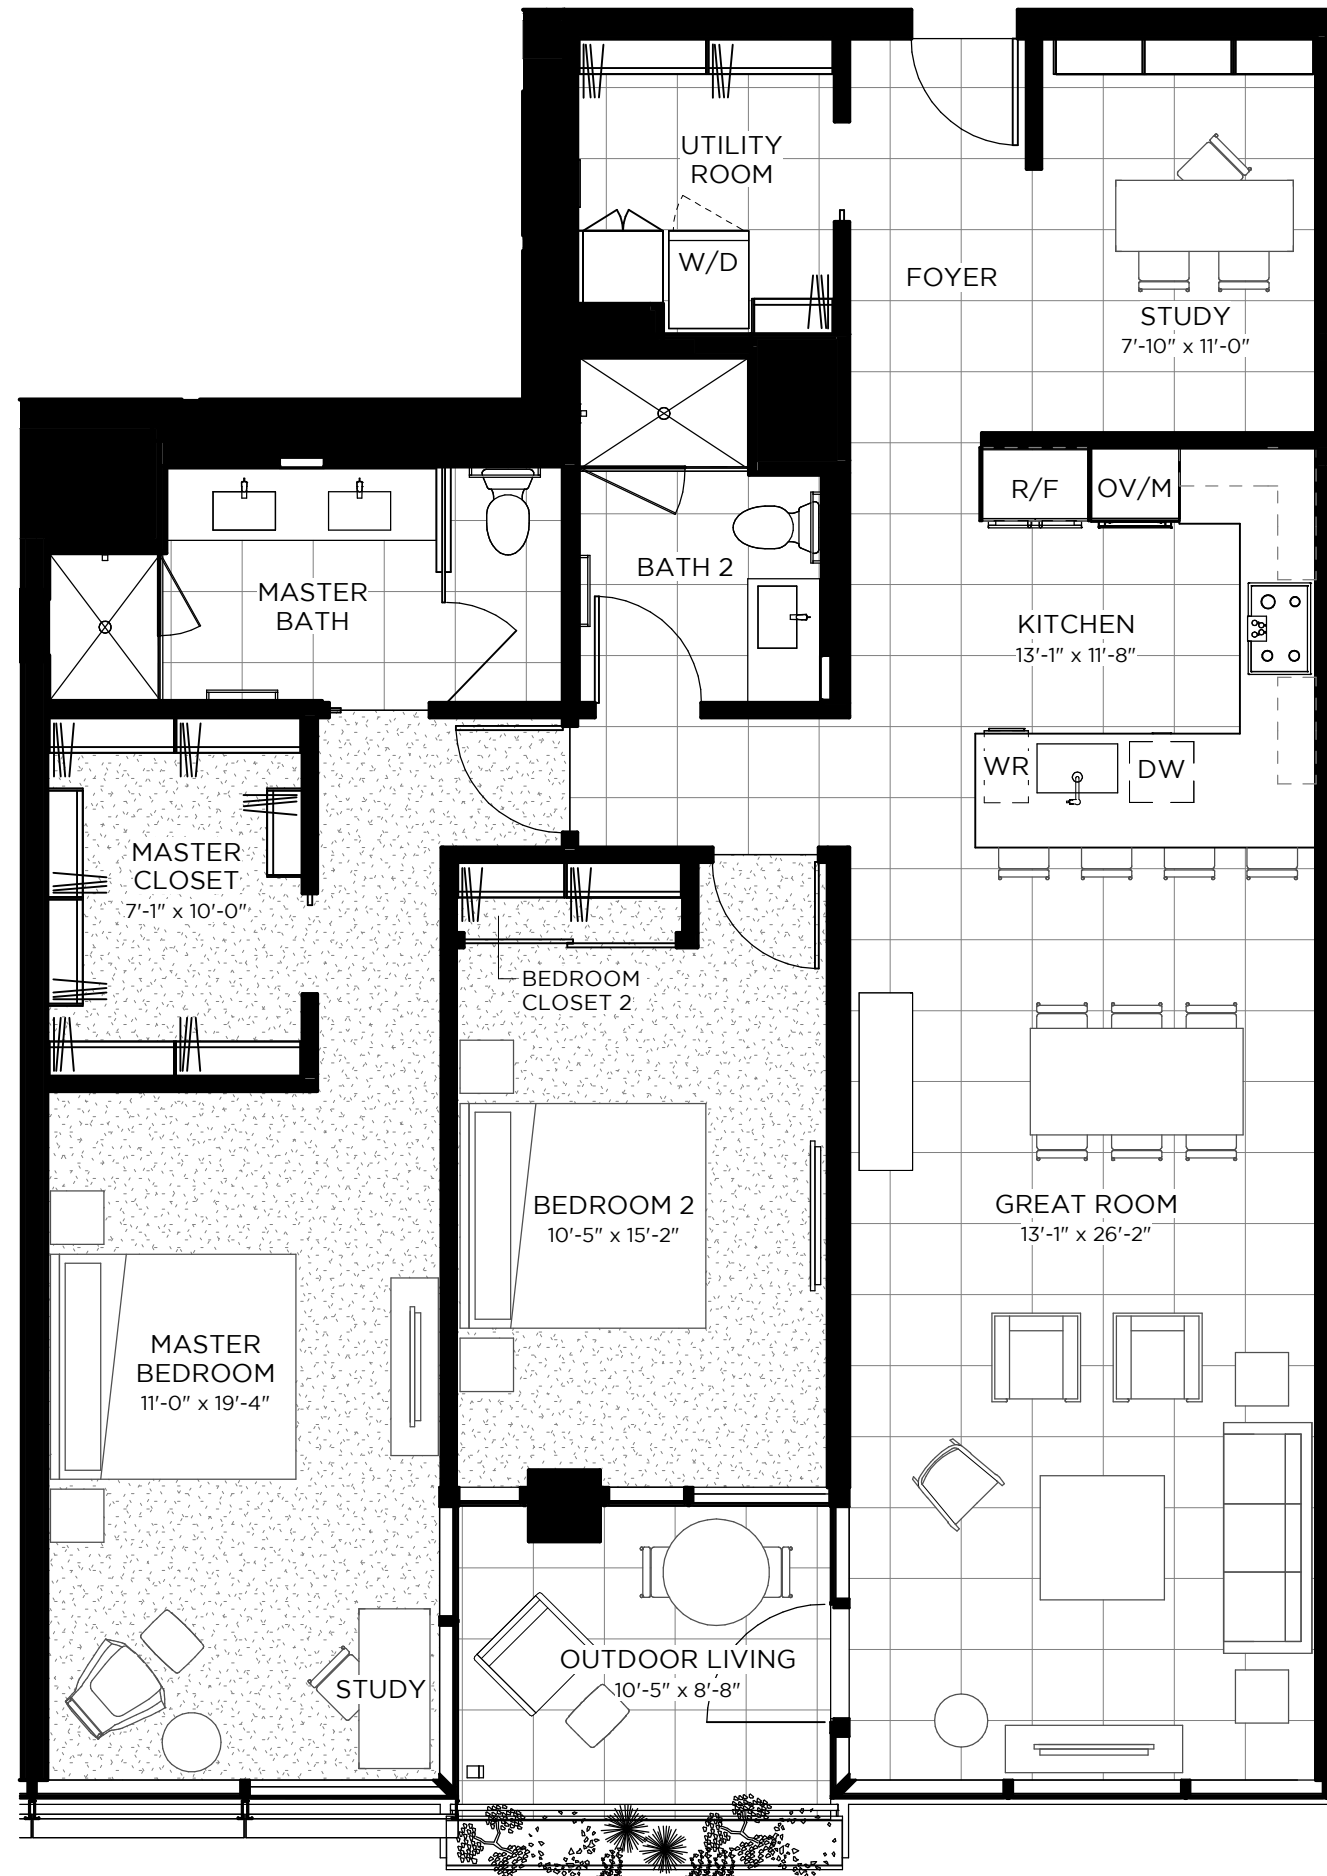 UTILITY
ROOM
W/D
FOYER
STUDY
7'-10" x 11'-0"
R/F
OV/M
BATH 2
MASTER
BATH
KITCHEN
13'-1" x 11'-8"
WR
DW
MASTER
CLOSET
7'-1" x 10'-0"
BEDROOM
CLOSET 2
BEDROOM 2
10'-5" x 15'-2"
GREAT ROOM
13'-1" x 26'-2"
MASTER
BEDROOM
11'-0" x 19'-4"
OUTDOOR LIVING
10'-5" x 8'-8"
STUDY